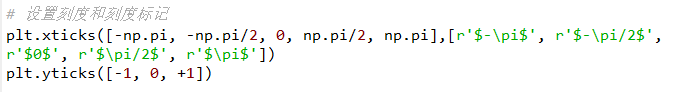 # 设置刻度和刻度标记
plt.xticks([-np.pi, -np.pi/2, 0, np.pi/2, np.pi],[r'$-\pi$', r'$-\pi/2$',
r'$0$', r'$\pi/2$', r'$\pi$'])
plt.yticks([-1, 0, +1])